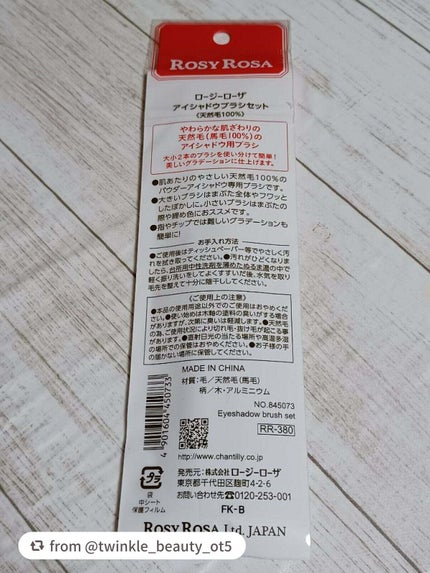 ROSY ROSA
ロージーローザ
アイシャドウブラシセット
〈天然毛100%〉
やわらかな肌ざわりの
天然毛(馬毛100%)の
アイシャドウ用ブラシ
大小2本のブラシを使い分けて簡単!
美しいグラデーションに仕上げます。
●肌あたりのやさしい天然毛100%の
パウダーアイシャドウ専用ブラシです。
●大きいブラシはまぶた全体やフワッと
したぼかしに。小さいブラシはまぶたの
際や締め色におススメです。
●指やチップでは難しいグラデーションも
簡単に!
お手入れ方法
●ご使用後はティッシュペーパー等でやさしく汚
れを拭き取ってください。●汚れがひどくなりま
したら、台所用中性洗剤を薄めたぬるま湯の中で
軽く振り洗いをしてよくすすいだ後、水気を取り
毛先を整えて十分に陰干ししてください。
〈ご使用上の注意〉
●本品の使用用途以外でのご使用はおやめくだ
さい。●使い始めは木軸の塗料の臭いがする場合
がありますが、次第に臭いは軽減します。●天然毛
の為、ご使用状況により切れ毛・抜け毛が起こる事
があります。●直射日光の当たる場所や高温多湿
の場所での保管はおやめください。●お子様の手
の届かない場所に保管してください。
MADE IN CHINA
材質:毛/天然毛(馬毛)
柄/木・アルミニウム
NO.845073
Eyeshadow brush set
RR-380
4901604450733
http://www.chantilly.co.jp
プラ
袋
中シート
保護フィルム
発売元:株式会社ロージーローザ
東京都千代田区麹町4-2-6
お問い合わせ先☎0120-253-001
FK-B
ROSY ROSA Ltd. JAPAN
from @twinkle_beauty_ot5